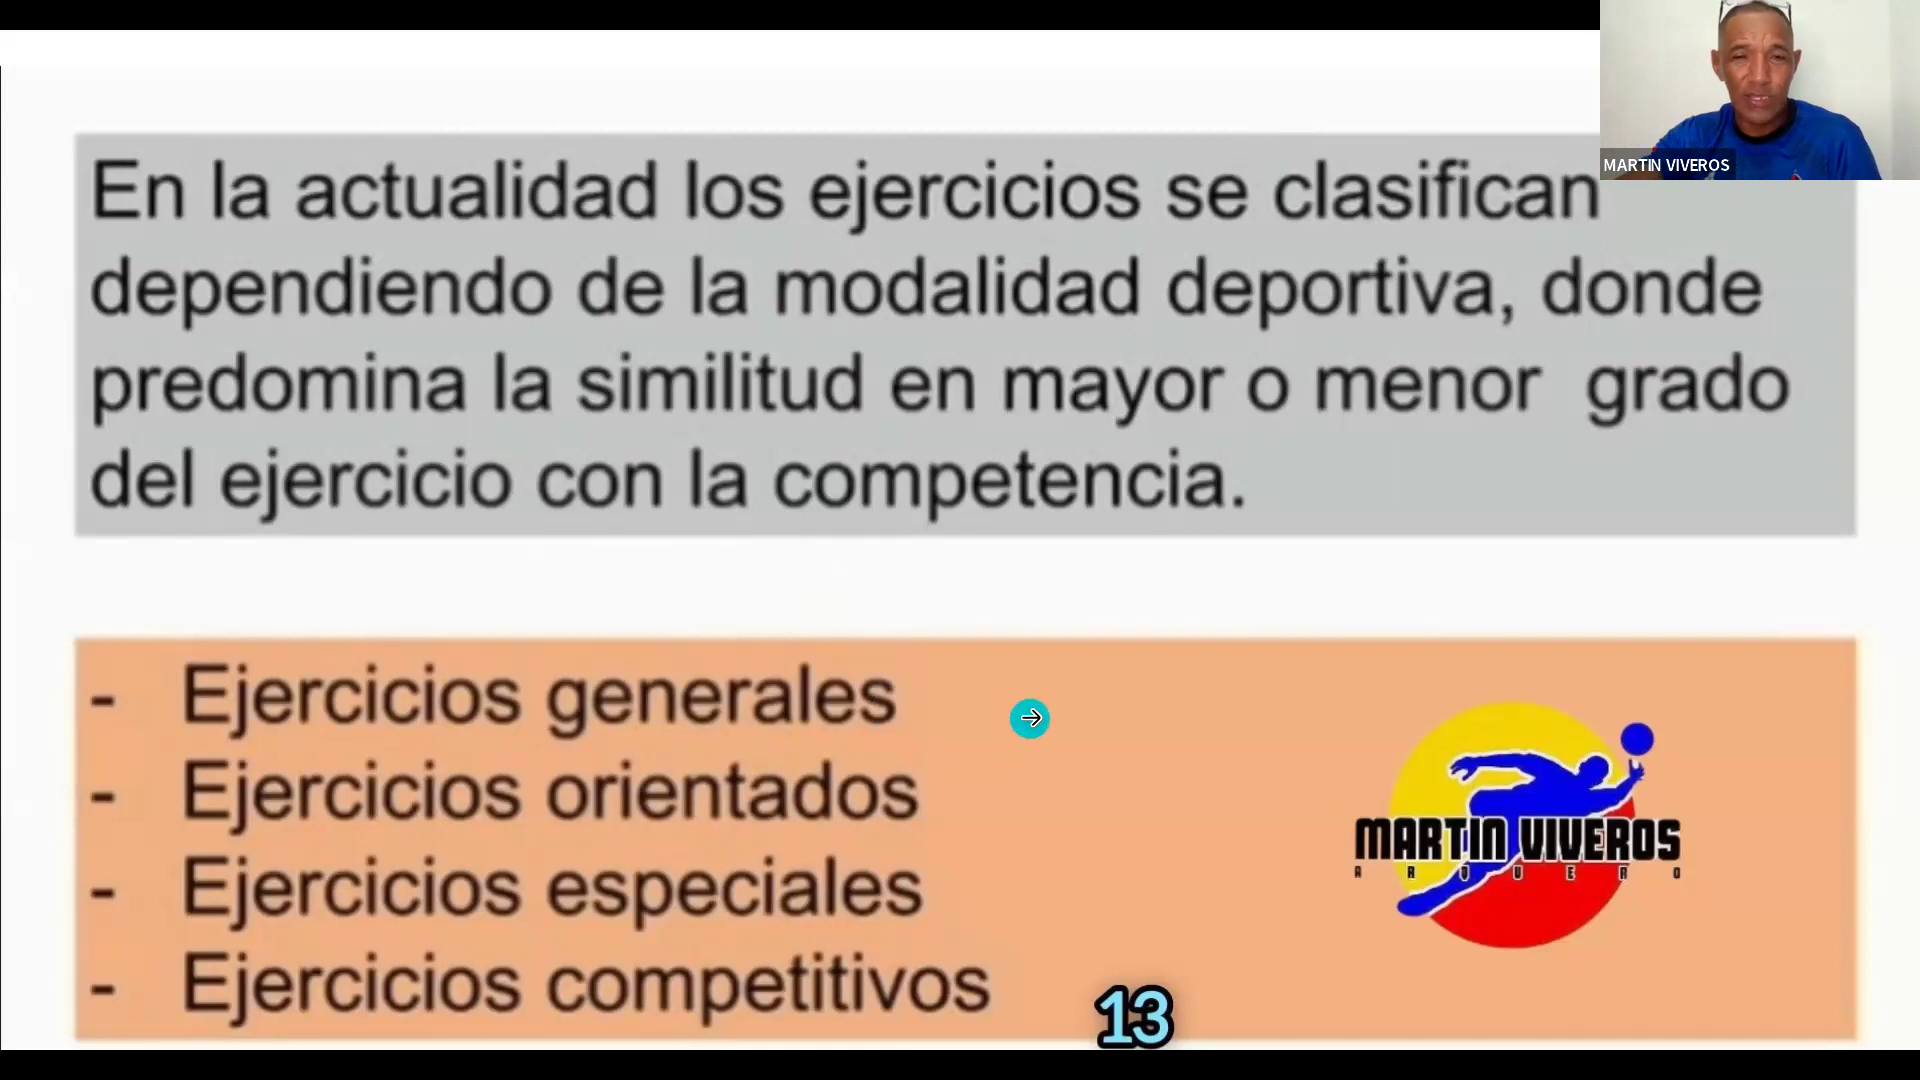 MARTIN VIVEROS
En la actualidad los ejercicios se clasifican
dependiendo de la modalidad deportiva, donde
predomina la similitud en mayor o menor grado
del ejercicio con la competencia.
- Ejercicios generales
- Ejercicios orientados
- Ejercicios especiales
- Ejercicios competitivos
MARTIN VIVEROS
ARQUERO
13